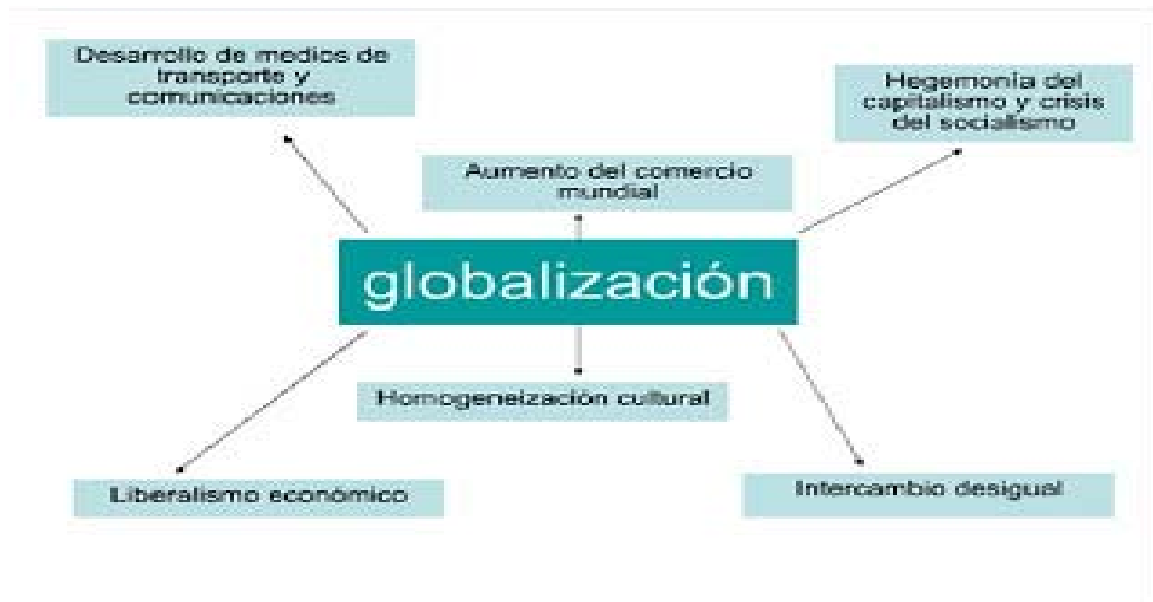 Desarrollo de medios de
transporte y
comunicaciones
Hegemonía del
capitalismo y crisis
del socialismo
Aumento del comercio
mundial
globalización
Homogeneización cultural
Liberalismo económico
Intercambio desigual